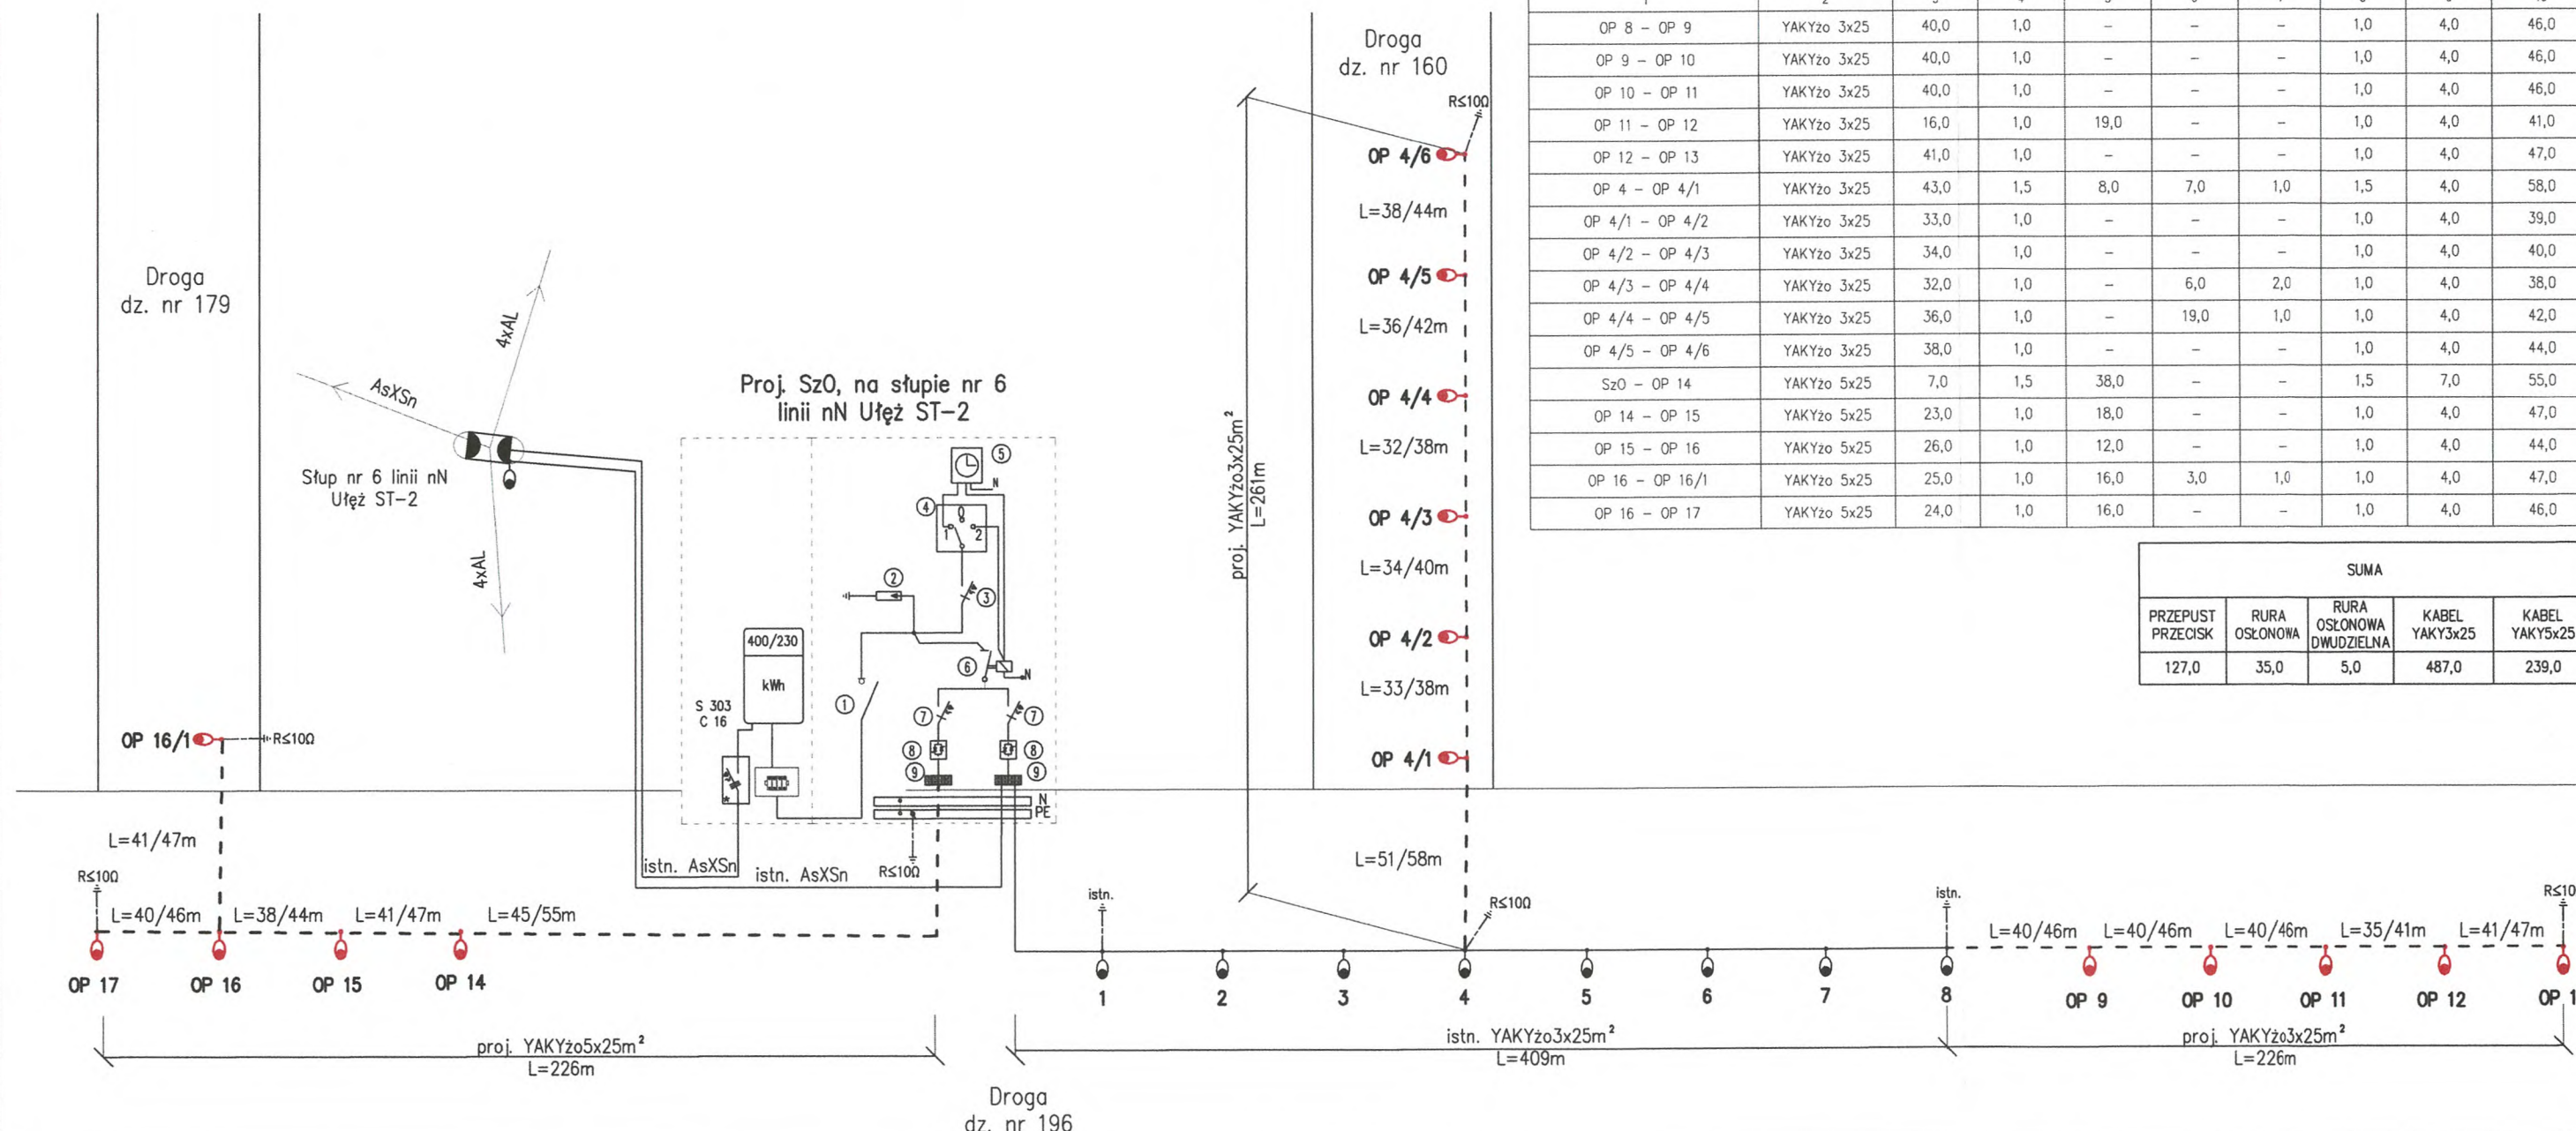 Droga
dz. nr 179
AsXSn
4xAL
Słup nr 6 linii nN
Ułęż ST-2
4xAL
OP 16/1
R≤10Ω
L=41/47m
R≤10Ω
L=40/46m
L=38/44m
L=41/47m
L=45/55m
OP 17
OP 16
OP 15
OP 14
proj. YAKYżo5x25m²
L=226m
Proj. SzO, na słupie nr 6
linii nN Ułęż ST-2
5
N
4
0
1 2
2
3
400/230
kWh
6
N
S 303
C 16
1
7 7
8 8
9 9
N
PE
istn. AsXSn
istn. AsXSn
R≤10Ω
Droga
dz. nr 160
R≤10Ω
OP 4/6
L=38/44m
OP 4/5
L=36/42m
OP 4/4
L=32/38m
OP 4/3
L=34/40m
OP 4/2
L=33/38m
OP 4/1
L=51/58m
proj. YAKYżo3x25m²
L=261m
R≤10Ω
istn.
istn.
R≤10
1
2
3
4
5
6
7
8
L=40/46m
L=40/46m
L=40/46m
L=35/41m
L=41/47m
OP 9
OP 10
OP 11
OP 12
OP 1
istn. YAKYżo3x25m²
L=409m
proj. YAKYżo3x25m²
L=226m
Droga
dz. nr 196
OP 8 - OP 9 YAKYżo 3x25 40,0 1,0 - - - 1,0 4,0 46,0
OP 9 - OP 10 YAKYżo 3x25 40,0 1,0 - - - 1,0 4,0 46,0
OP 10 - OP 11 YAKYżo 3x25 40,0 1,0 - - - 1,0 4,0 46,0
OP 11 - OP 12 YAKYżo 3x25 16,0 1,0 19,0 - - 1,0 4,0 41,0
OP 12 - OP 13 YAKYżo 3x25 41,0 1,0 - - - 1,0 4,0 47,0
OP 4 - OP 4/1 YAKYżo 3x25 43,0 1,5 8,0 7,0 1,0 1,5 4,0 58,0
OP 4/1 - OP 4/2 YAKYżo 3x25 33,0 1,0 - - - 1,0 4,0 39,0
OP 4/2 - OP 4/3 YAKYżo 3x25 34,0 1,0 - - - 1,0 4,0 40,0
OP 4/3 - OP 4/4 YAKYżo 3x25 32,0 1,0 - 6,0 2,0 1,0 4,0 38,0
OP 4/4 - OP 4/5 YAKYżo 3x25 36,0 1,0 - 19,0 1,0 1,0 4,0 42,0
OP 4/5 - OP 4/6 YAKYżo 3x25 38,0 1,0 - - - 1,0 4,0 44,0
SzO - OP 14 YAKYżo 5x25 7,0 1,5 38,0 - - 1,5 7,0 55,0
OP 14 - OP 15 YAKYżo 5x25 23,0 1,0 18,0 - - 1,0 4,0 47,0
OP 15 - OP 16 YAKYżo 5x25 26,0 1,0 12,0 - - 1,0 4,0 44,0
OP 16 - OP 16/1 YAKYżo 5x25 25,0 1,0 16,0 3,0 1,0 1,0 4,0 47,0
OP 16 - OP 17 YAKYżo 5x25 24,0 1,0 16,0 - - 1,0 4,0 46,0
SUMA
PRZEPUST PRZECISK
RURA OSŁONOWA
RURA OSŁONOWA DWUDZIELNA
KABEL YAKY3x25
KABEL YAKY5x25
127,0 35,0 5,0 487,0 239,0